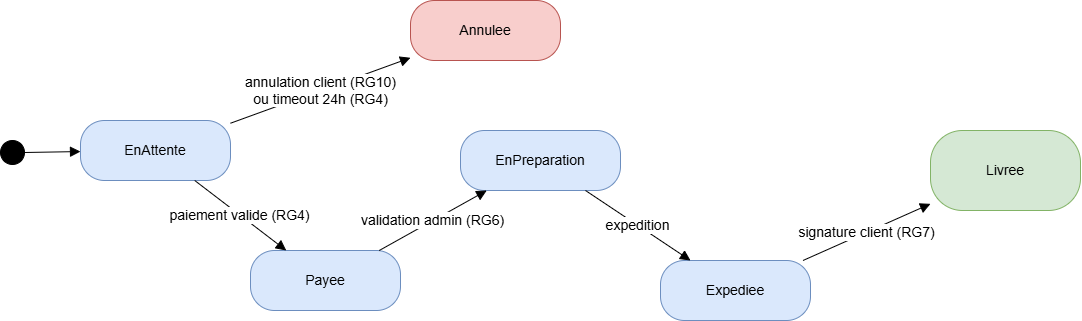 Annulee
annulation client (RG10)
ou timeout 24h (RG4)
EnAttente
EnPreparation
Livree
paiement valide (RG4)
validation admin (RG6)
expedition
signature client (RG7)
Payee
Expediee